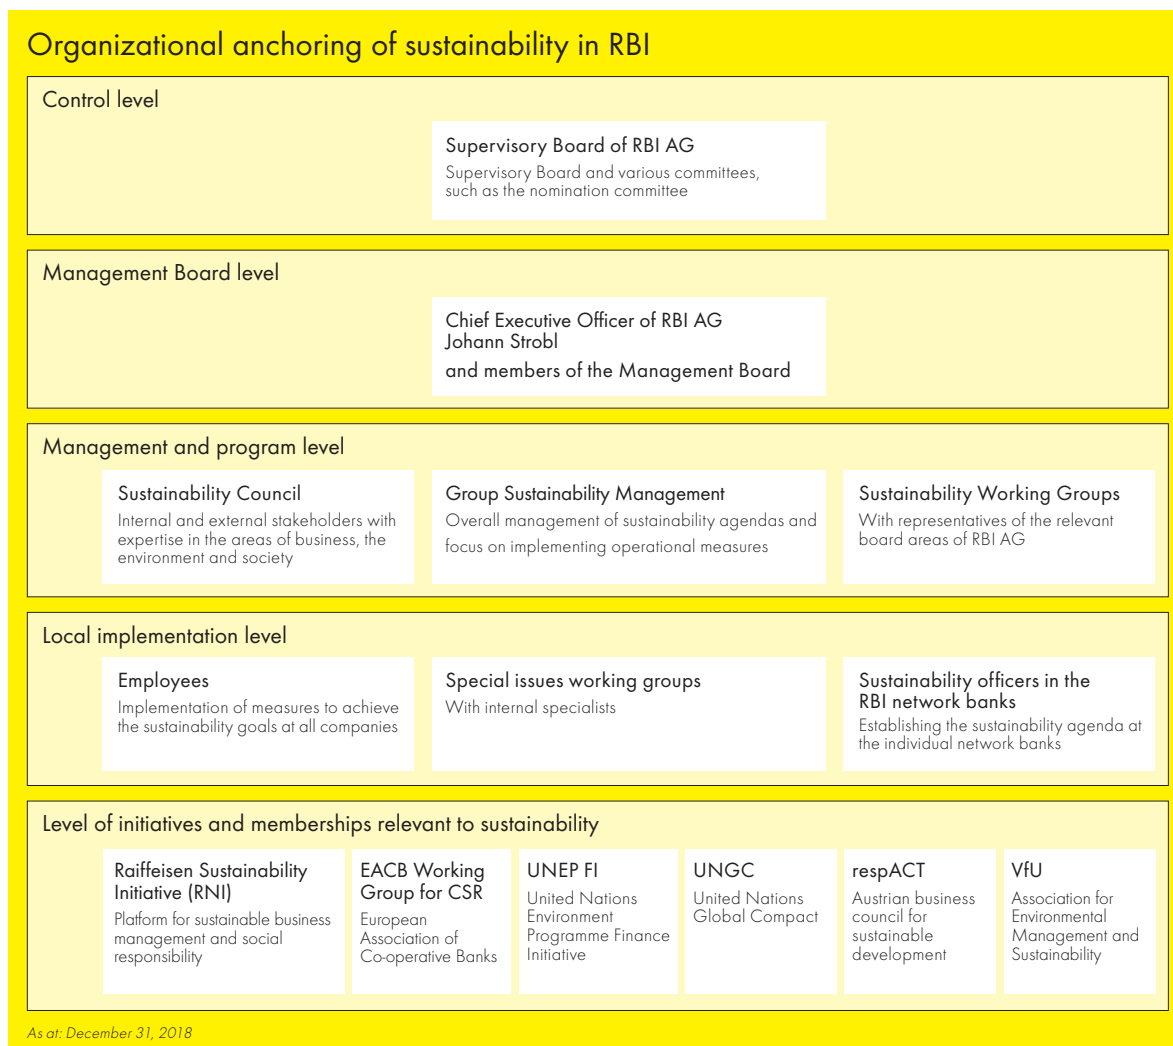 Organizational anchoring of sustainability in RBI
Control level
Supervisory Board of RBI AG
Supervisory Board and various committees,
such as the nomination committee
Management Board level
Chief Executive Officer of RBI AG
Johann Strobl
and members of the Management Board
Management and program level
Sustainability Council
Internal and external stakeholders with
expertise in the areas of business, the
environment and society
Group Sustainability Management
Overall management of sustainability agendas and
focus on implementing operational measures
Sustainability Working Groups
With representatives of the relevant
board areas of RBI AG
Local implementation level
Employees
Implementation of measures to achieve
the sustainability goals at all companies
Special issues working groups
With internal specialists
Sustainability officers in the
RBI network banks
Establishing the sustainability agenda at
the individual network banks
Level of initiatives and memberships relevant to sustainability
Raiffeisen Sustainability
Initiative (RNI)
Platform for sustainable business
management and social
responsibility
EACB Working
Group for CSR
European
Association of
Co-operative Banks
UNEP FI
United Nations
Environment
Programme Finance
Initiative
UNGC
United Nations
Global Compact
respACT
Austrian business
council for
sustainable
development
VfU
Association for
Environmental
Management and
Sustainability
As at: December 31, 2018